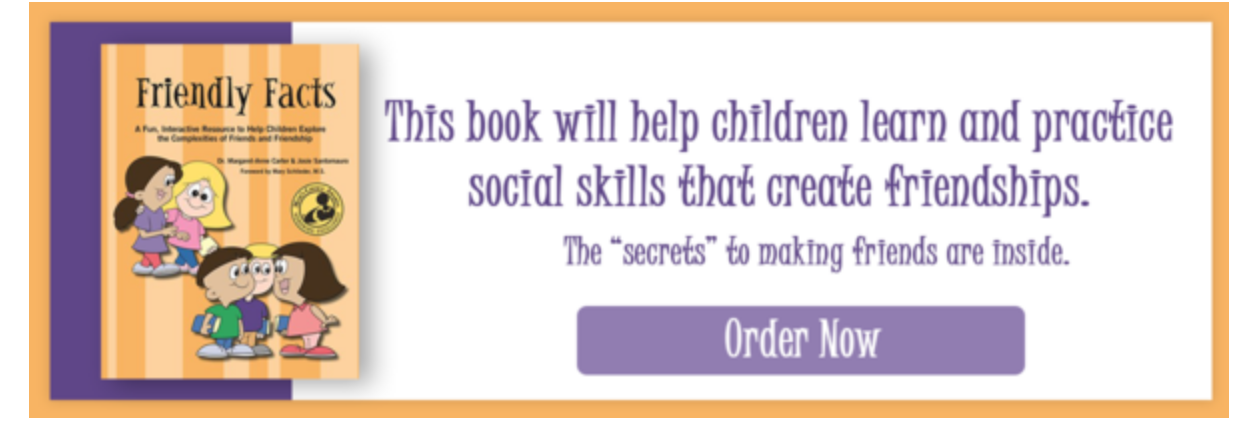 Friendly Facts
A Fun, Interactive Resource to Help Children Explore
the Complexities of Friends and Friendship
Dr. Margaret-Anne Carter & Josie Santomauro
Foreword by Mary Schlieder, M.S.
This book will help children learn and practice
social skills that create friendships.
The “secrets” to making friends are inside.
Order Now